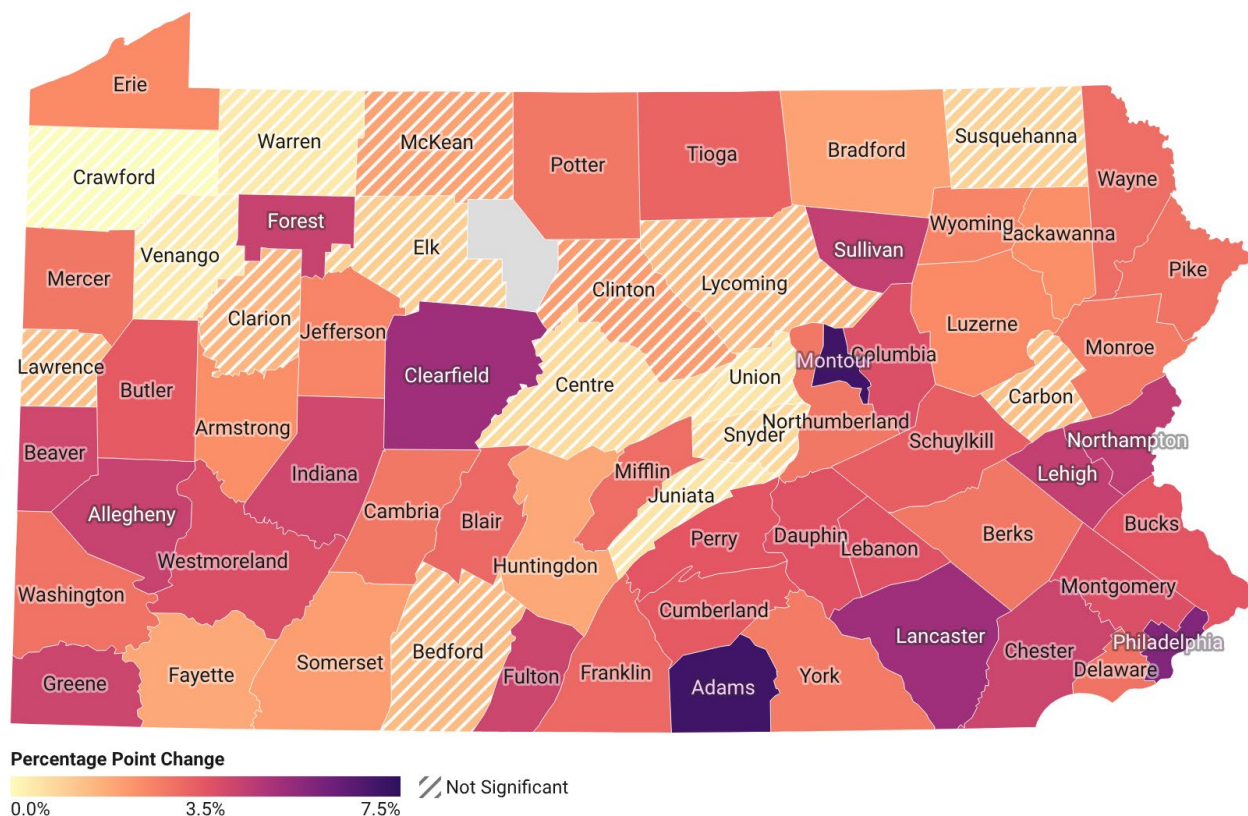 Erie
Warren
McKean
Susquehanna
Crawford
Potter
Tioga
Bradford
Wayne
Forest
Wyoming
Lackawanna
Venango
Elk
Sullivan
Mercer
Clinton
Lycoming
Pike
Clarion
Jefferson
Luzerne
Lawrence
Butler
Clearfield
Centre
Union
Montour
Columbia
Monroe
Carbon
Armstrong
Snyder
Northumberland
Beaver
Indiana
Mifflin
Schuylkill
Northampton
Lehigh
Juniata
Allegheny
Cambria
Blair
Perry
Dauphin
Lebanon
Berks
Bucks
Westmoreland
Huntingdon
Washington
Cumberland
Montgomery
Lancaster
Philadelphia
Greene
Fayette
Somerset
Bedford
Fulton
Franklin
Adams
York
Chester
Delaware
Percentage Point Change
0.0% 3.5% 7.5%
Not Significant